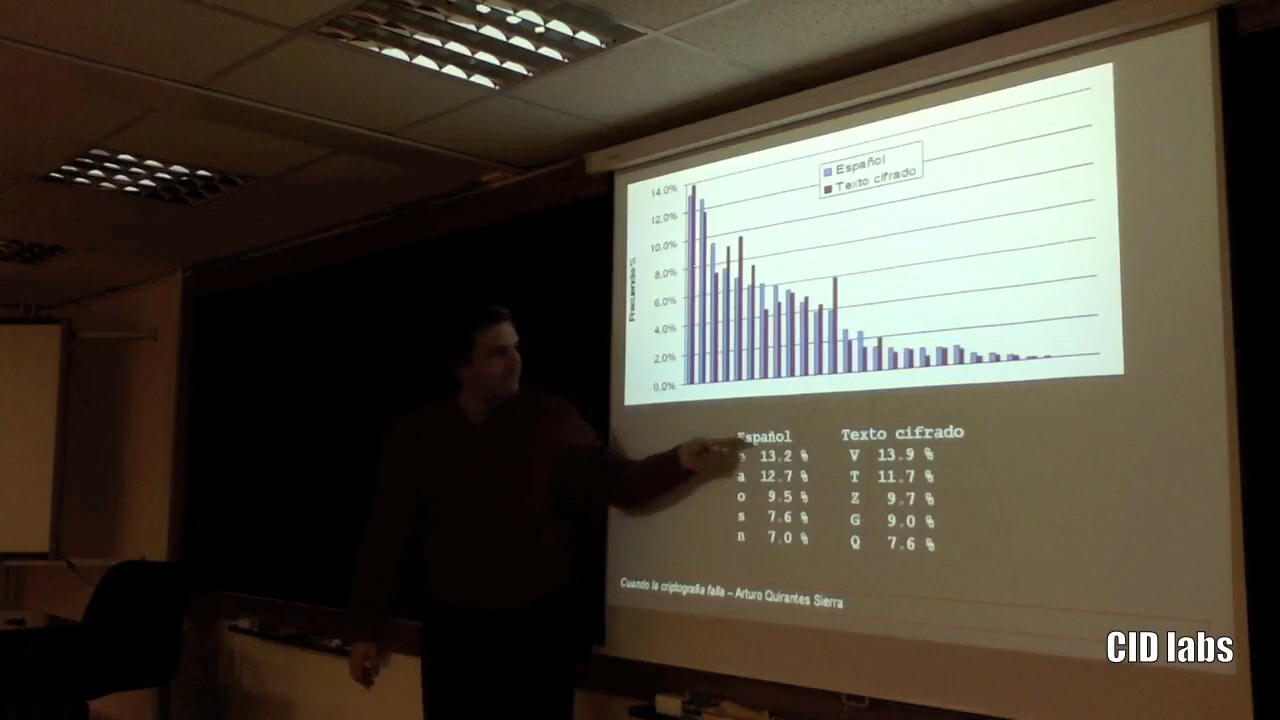 Español
Texto cifrado
14.0%
12.0%
10.0%
8.0%
6.0%
4.0%
2.0%
0.0%
Frecuencia %
Español Texto cifrado
13.2 % V 13.9 %
a 12.7 % T 11.7 %
o 9.5 % Z 9.7 %
s 7.6 % G 9.0 %
n 7.0 % Q 7.6 %
Cuando la criptografía falla – Arturo Quirantes Sierra
CID labs